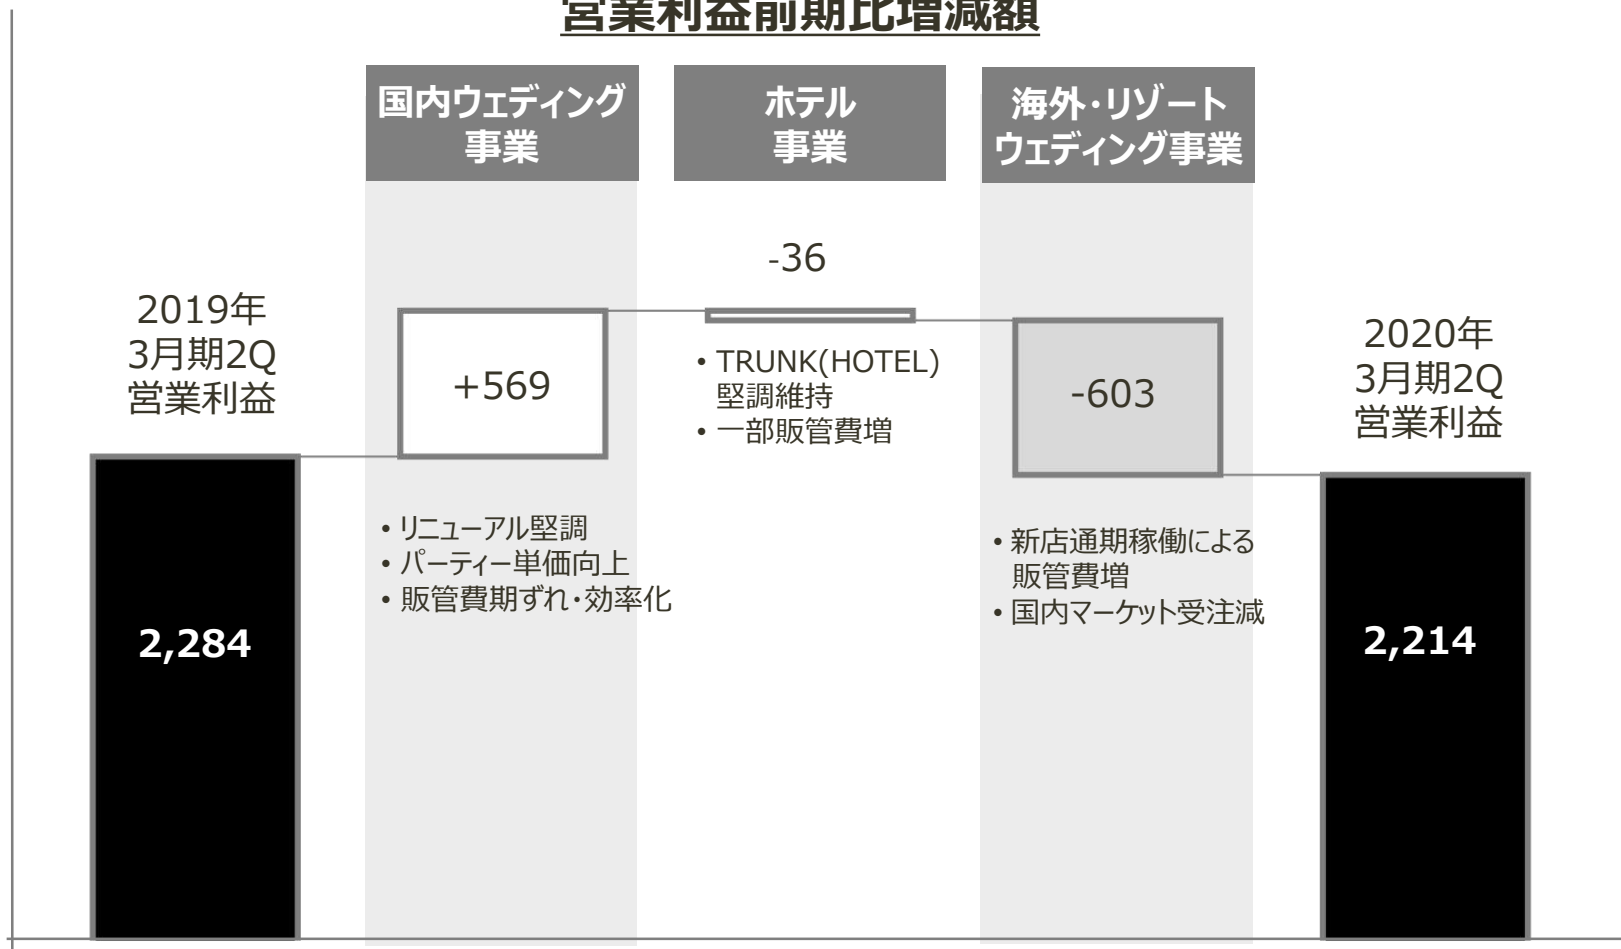 営業利益前期比増減額
国内ウェディング
事業
ホテル
事業
海外・リゾート
ウェディング事業
2019年
3月期2Q
営業利益
2,284
+569
• リニューアル堅調
• パーティー単価向上
• 販管費期ずれ・効率化
-36
• TRUNK(HOTEL)
堅調維持
• 一部販管費増
-603
• 新店通期稼働による
販管費増
• 国内マーケット受注減
2020年
3月期2Q
営業利益
2,214